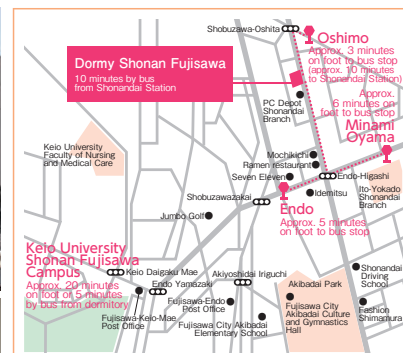 Shobuzawa-Oshita
Oshimo
Approx. 3 minutes
on foot to bus stop
(approx. 10 minutes
to Shonandai Station)
Dormy Shonan Fujisawa
10 minutes by bus
from Shonandai Station
PC Depot
Shonandai
Branch
Approx.
6 minutes on
foot to bus stop
Minami
Oyama
Keio University
Faculty of Nursing
and Medical Care
Mochikichi
Ramen restaurant
Seven Eleven
Endo-Higashi
Idemitsu
Ito-Yokado
Shonandai
Branch
Shobuzawazakai
Jumbo Golf
Endo
Approx. 5 minutes
on foot to bus stop
Keio University
Shonan Fujisawa
Campus
Approx. 20 minutes
on foot or 5 minutes
by bus from dormitory
Keio Daigaku Mae
Endo Yamazaki
Akiyoshidai Iriguchi
Fujisawa-Keio-Mae
Post Office
Fujisawa-Endo
Post Office
Fujisawa City Akibadai
Elementary School
Akibadai Park
Fujisawa City
Akibadai Culture
and Gymnastics
Hall
Shonandai
Driving
School
Fashion
Shimamura